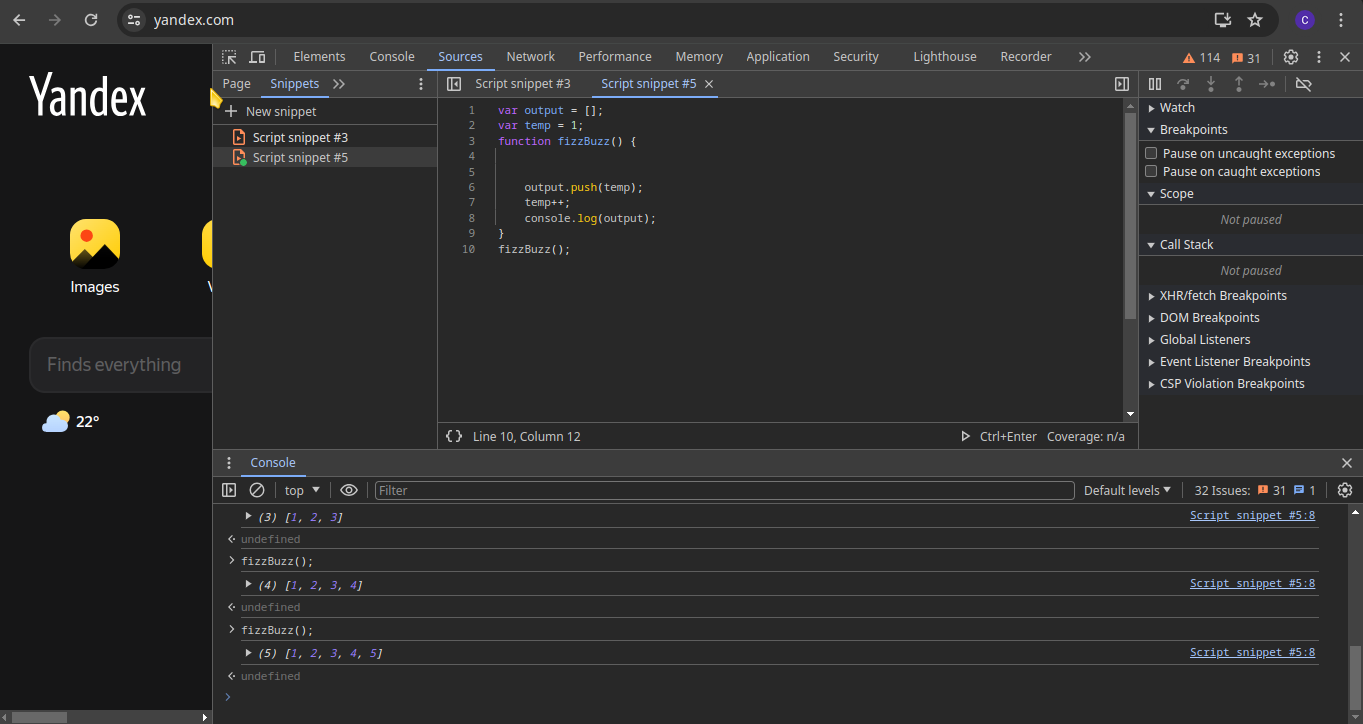 yandex.com
C
Elements Console Sources Network Performance Memory Application Security Lighthouse Recorder 114 31
Yandex
Images
Finds everything
22°
Page Snippets
New snippet
Script snippet #3
Script snippet #5
Script snippet #3 Script snippet #5
1 var output = [];
2 var temp = 1;
3 function fizzBuzz() {
4
5
6 output.push(temp);
7 temp++;
8 console.log(output);
9 }
10 fizzBuzz();
{} Line 10, Column 12 Ctrl+Enter Coverage: n/a
Watch
Breakpoints
Pause on uncaught exceptions
Pause on caught exceptions
Scope
Not paused
Call Stack
Not paused
XHR/fetch Breakpoints
DOM Breakpoints
Global Listeners
Event Listener Breakpoints
CSP Violation Breakpoints
Console
top Filter Default levels 32 Issues: 31 1
(3) [1, 2, 3] Script snippet #5:8
undefined
fizzBuzz();
(4) [1, 2, 3, 4] Script snippet #5:8
undefined
fizzBuzz();
(5) [1, 2, 3, 4, 5] Script snippet #5:8
undefined